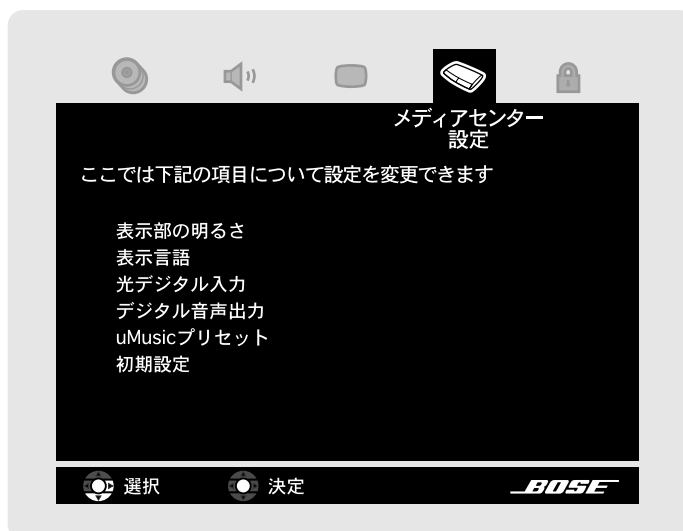 メディアセンター
設定
ここでは下記の項目について設定を変更できます
表示部の明るさ
表示言語
光デジタル入力
デジタル音声出力
uMusicプリセット
初期設定
選択 決定 BOSE